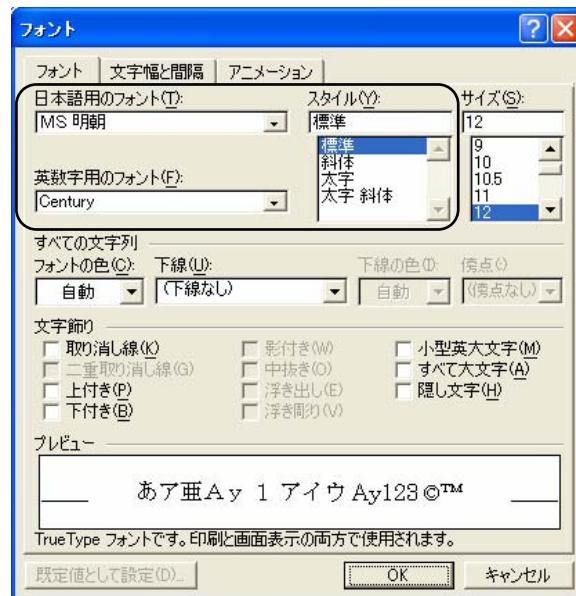 フォント
フォント 文字幅と間隔 アニメーション
日本語用のフォント(T): スタイル(Y): サイズ(S):
MS 明朝 標準 12
標準 9
斜体 10
太字 10.5
太字 斜体 11
12
英数字用のフォント(F):
Century
すべての文字列
フォントの色(C): 下線(U): 下線の色(I): 傍点(:)
自動 (下線なし) 自動 (傍点なし)
文字飾り
取り消し線(K) 影付き(W) 小型英大文字(M)
二重取り消し線(G) 中抜き(O) すべて大文字(A)
上付き(P) 浮き出し(E) 隠し文字(H)
下付き(B) 浮き彫り(V)
プレビュー
あア亜Ay 1 アイウ Ay123©™
TrueType フォントです。印刷と画面表示の両方で使用されます。
既定値として設定(D)... OK キャンセル